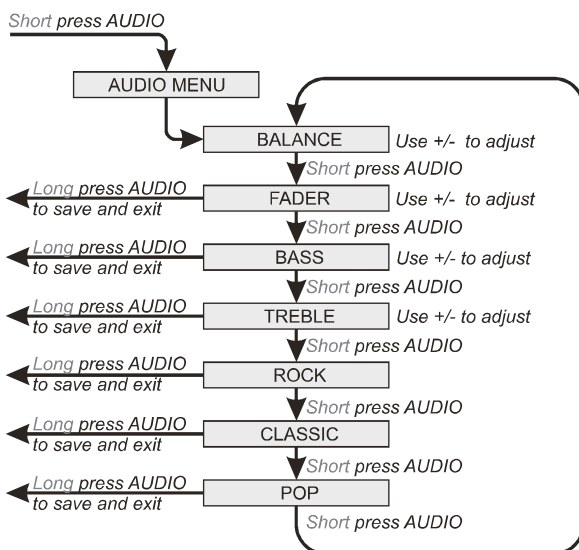 Short press AUDIO
AUDIO MENU
BALANCE Use +/- to adjust
Short press AUDIO
Long press AUDIO
to save and exit
FADER Use +/- to adjust
Short press AUDIO
Long press AUDIO
to save and exit
BASS Use +/- to adjust
Short press AUDIO
Long press AUDIO
to save and exit
TREBLE Use +/- to adjust
Short press AUDIO
Long press AUDIO
to save and exit
ROCK
Short press AUDIO
Long press AUDIO
to save and exit
CLASSIC
Short press AUDIO
Long press AUDIO
to save and exit
POP
Short press AUDIO